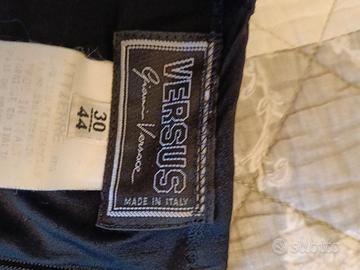 VERSUS
Gianni Versace
MADE IN ITALY
30
44
subito